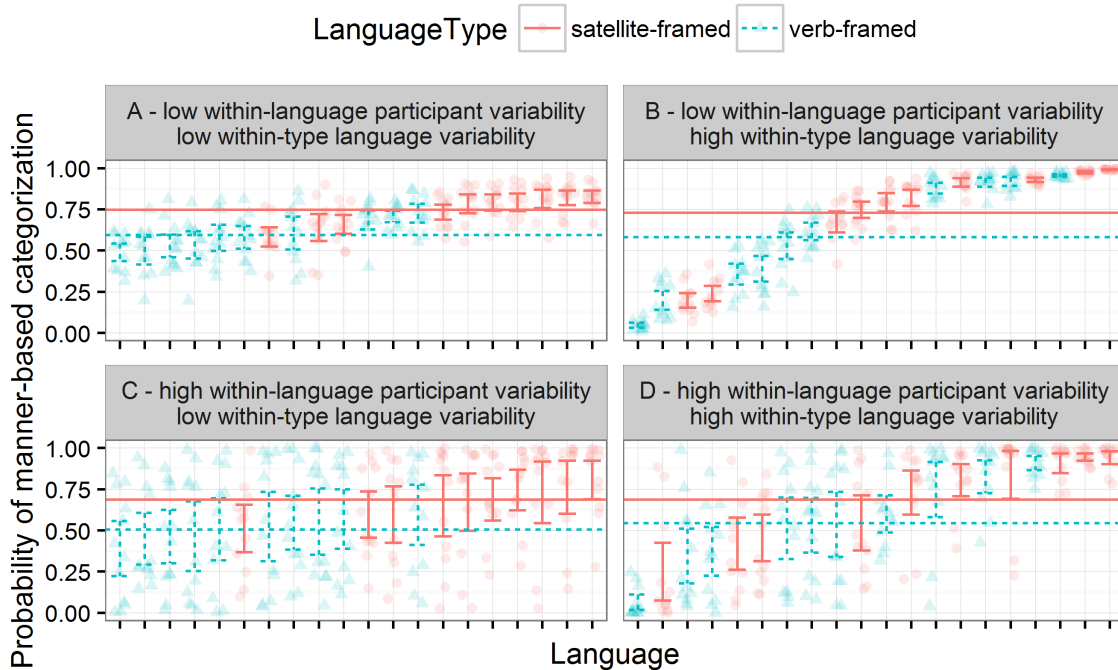 LanguageType satellite-framed verb-framed
Probability of manner-based categorization
A - low within-language participant variability
low within-type language variability
B - low within-language participant variability
high within-type language variability
1.00
0.75
0.50
0.25
0.00
C - high within-language participant variability
low within-type language variability
D - high within-language participant variability
high within-type language variability
1.00
0.75
0.50
0.25
0.00
Language